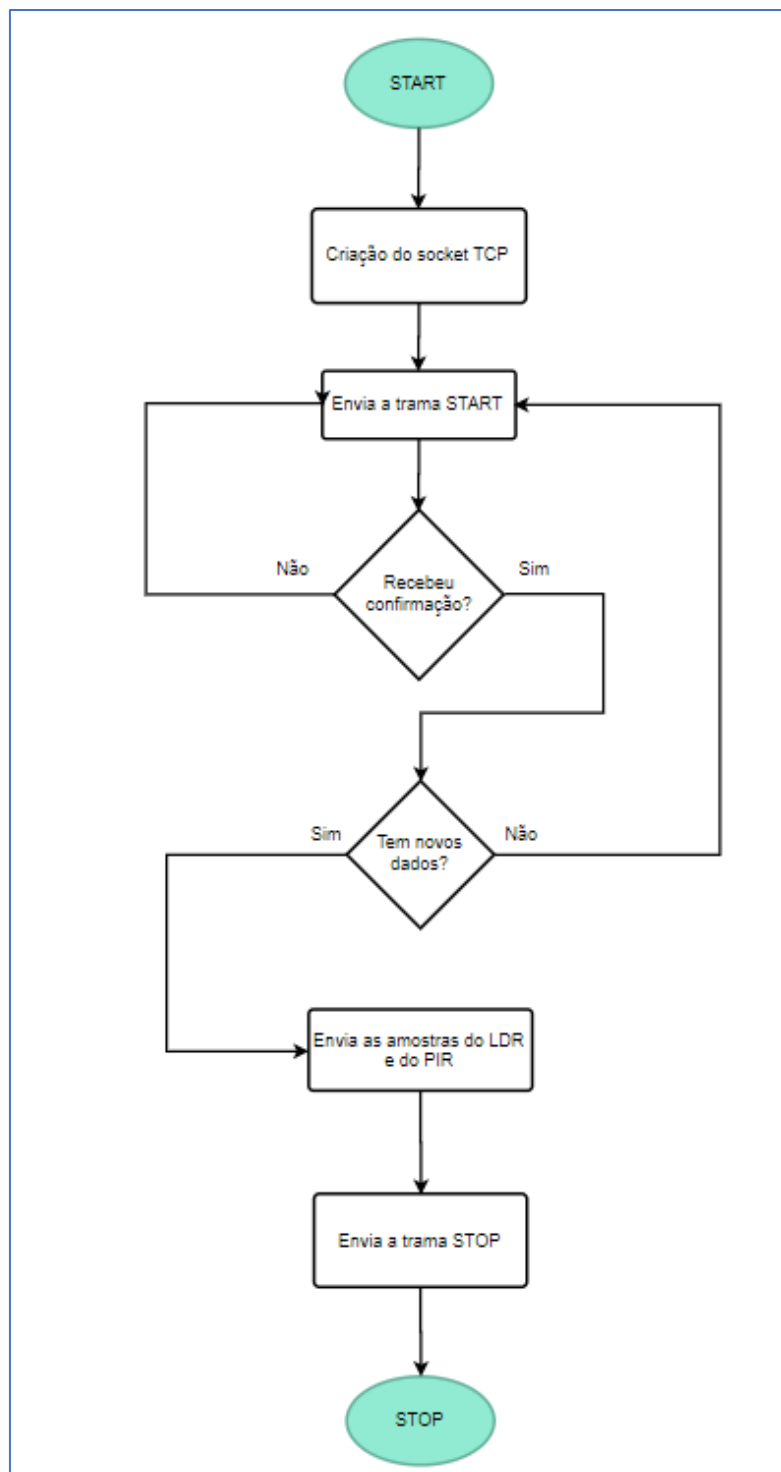 START
Criação do socket TCP
Envia a trama START
Não
Sim
Recebeu
confirmação?
Sim
Não
Tem novos
dados?
Envia as amostras do LDR
e do PIR
Envia a trama STOP
STOP